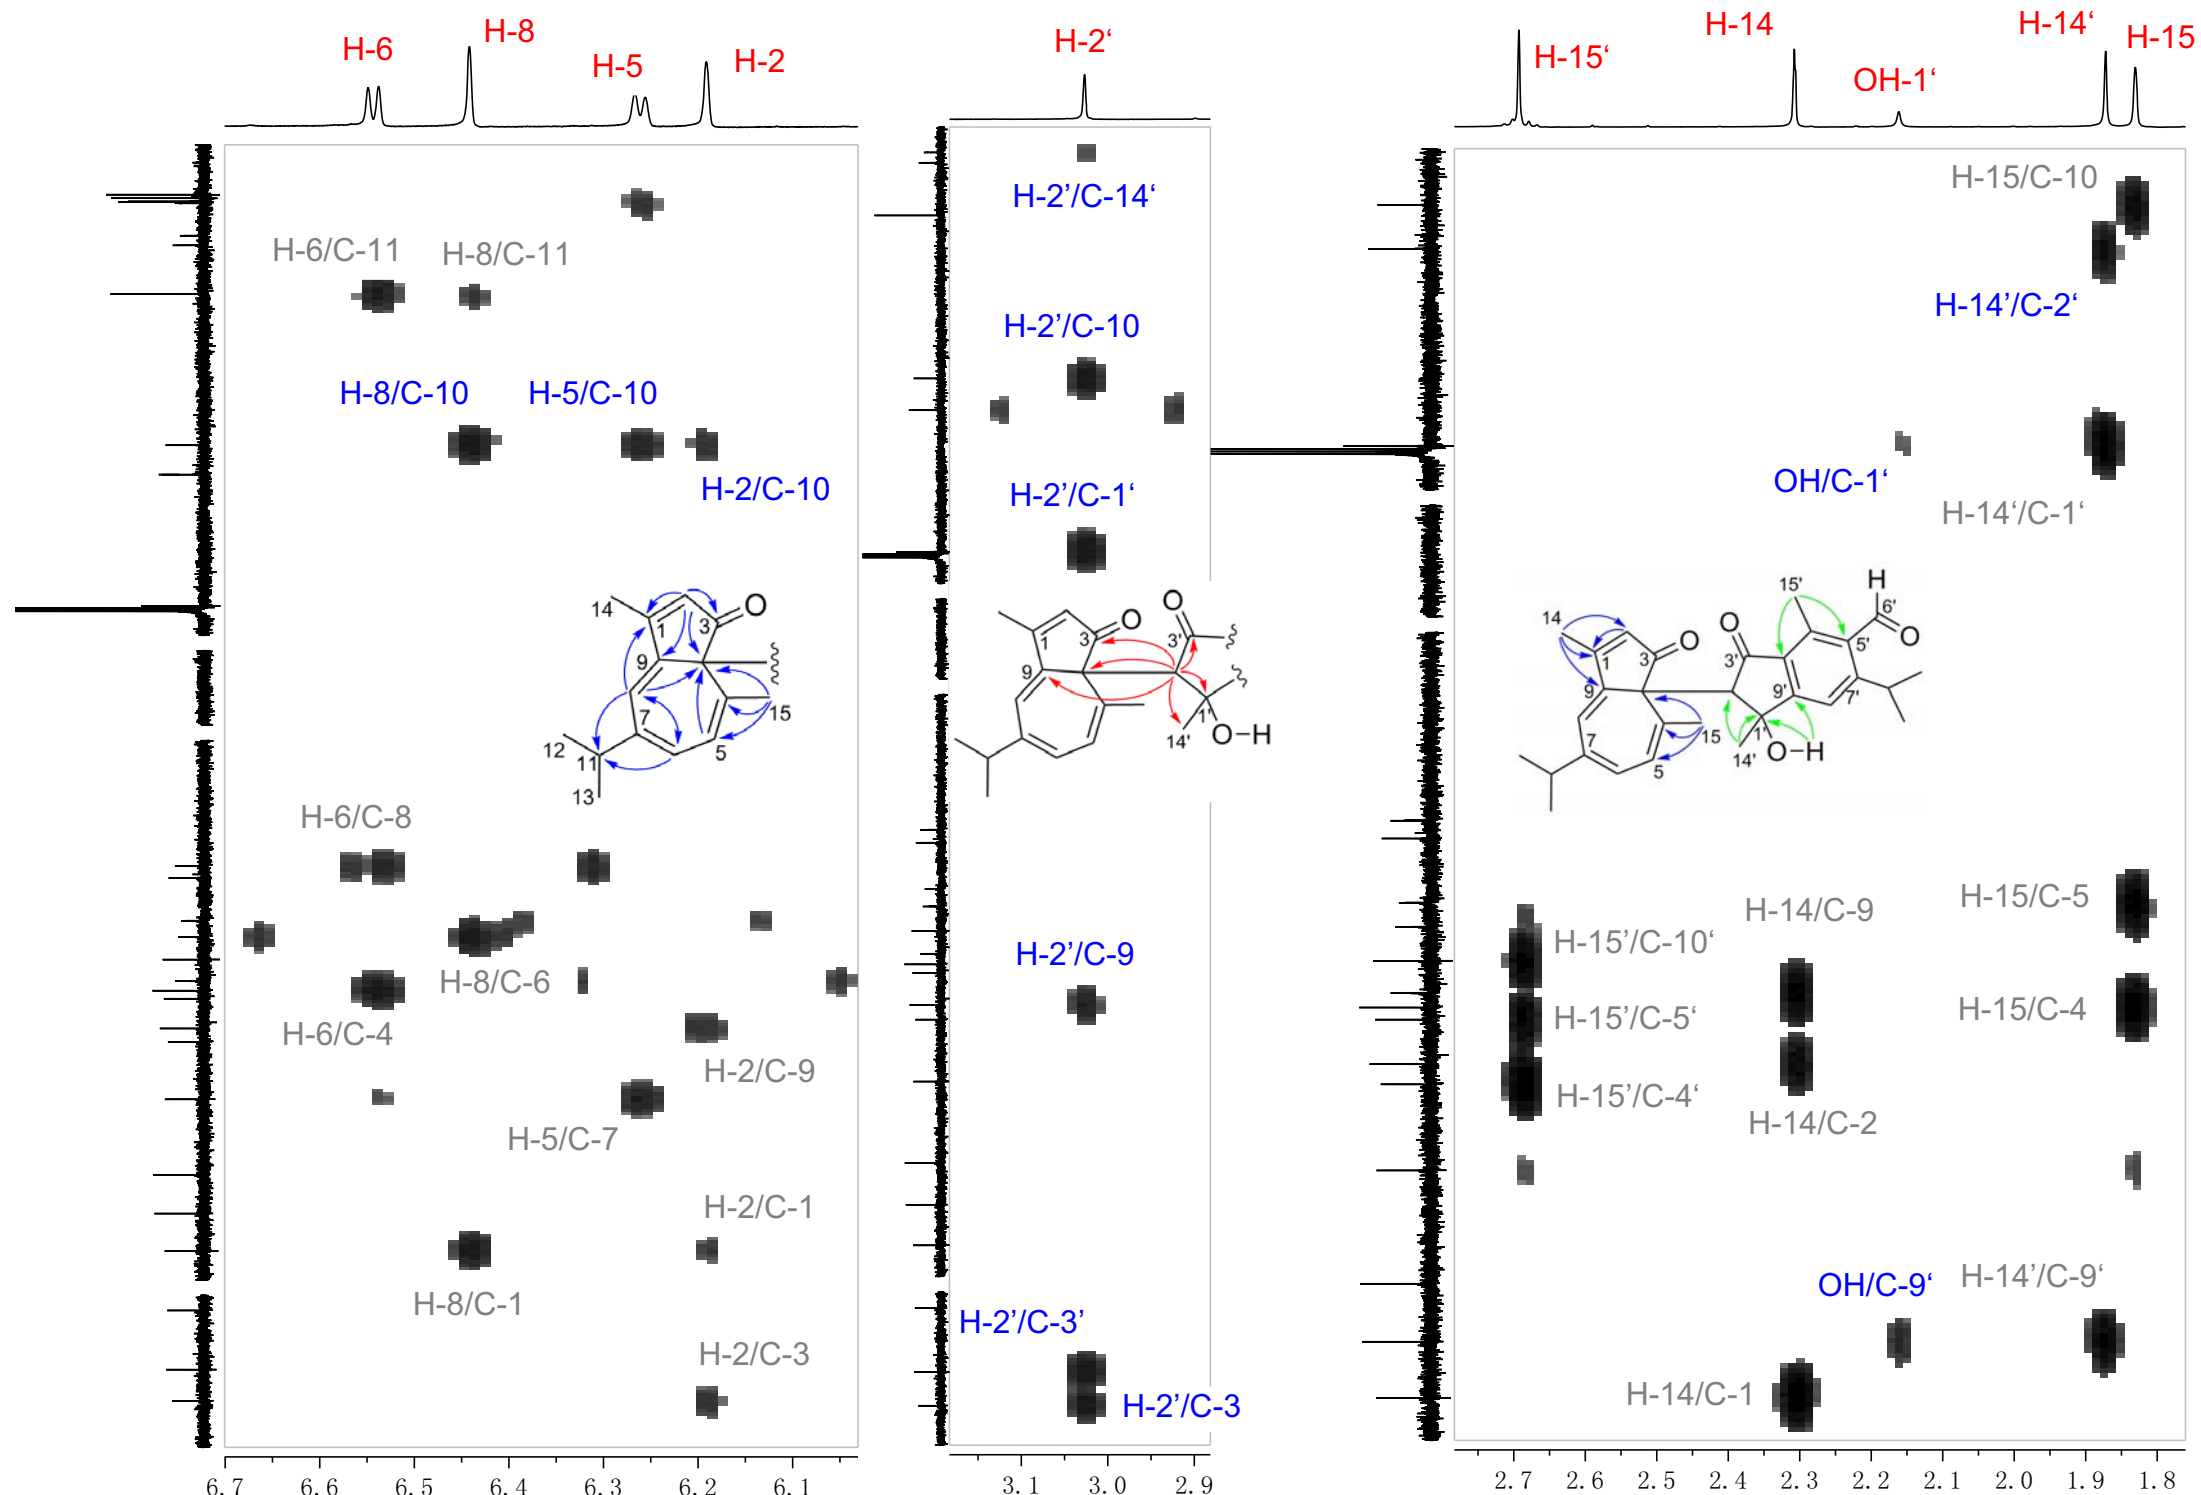 H-6
H-8
H-5
H-2
H-6/C-11
H-8/C-11
H-8/C-10
H-5/C-10
H-2/C-10
14
1
3
O
9
7
5
15
12
11
13
H-6/C-8
H-8/C-6
H-6/C-4
H-2/C-9
H-5/C-7
H-2/C-1
H-8/C-1
H-2/C-3
6.7 6.6 6.5 6.4 6.3 6.2 6.1
H-2‘
H-2’/C-14‘
H-2’/C-10
H-2’/C-1‘
O
O
3'
1
3
9
1'
14'
O-H
H-2’/C-9
H-2’/C-3’
H-2’/C-3
3.1 3.0 2.9
H-15‘
H-14
OH-1‘
H-14‘
H-15
H-15/C-10
H-14’/C-2‘
OH/C-1‘
H-14‘/C-1‘
15'
H
6'
O
14
O
O
5'
3'
1
3
9
9'
7'
1'
7
15
14'
O-H
5
H-15/C-5
H-14/C-9
H-15’/C-10‘
H-15’/C-5‘
H-15/C-4
H-15’/C-4‘
H-14/C-2
OH/C-9‘
H-14’/C-9‘
H-14/C-1
2.7 2.6 2.5 2.4 2.3 2.2 2.1 2.0 1.9 1.8